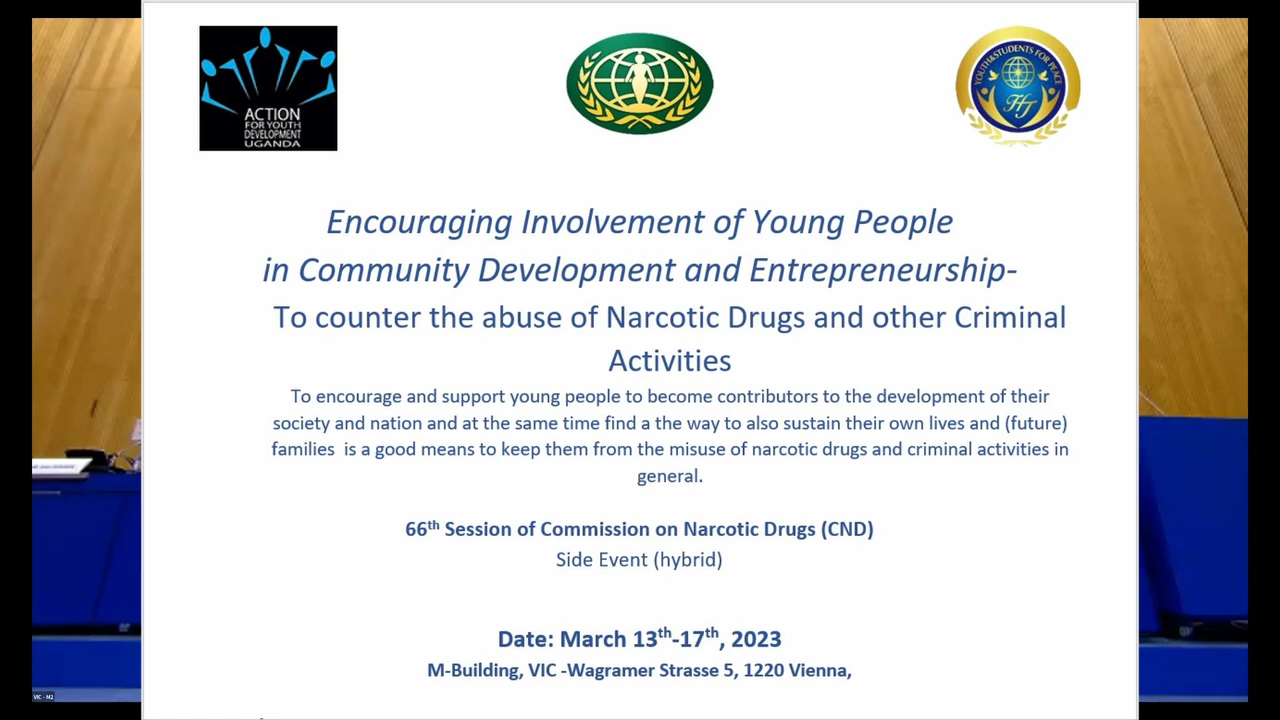 ACTION
FOR YOUTH
DEVELOPMENT
UGANDA
YOUTH&STUDENTS FOR PEACE
HJ
Encouraging Involvement of Young People
in Community Development and Entrepreneurship-
To counter the abuse of Narcotic Drugs and other Criminal
Activities
To encourage and support young people to become contributors to the development of their
society and nation and at the same time find a the way to also sustain their own lives and (future)
families is a good means to keep them from the misuse of narcotic drugs and criminal activities in
general.
66th Session of Commission on Narcotic Drugs (CND)
Side Event (hybrid)
Date: March 13th-17th, 2023
M-Building, VIC -Wagramer Strasse 5, 1220 Vienna,
VIC - M2